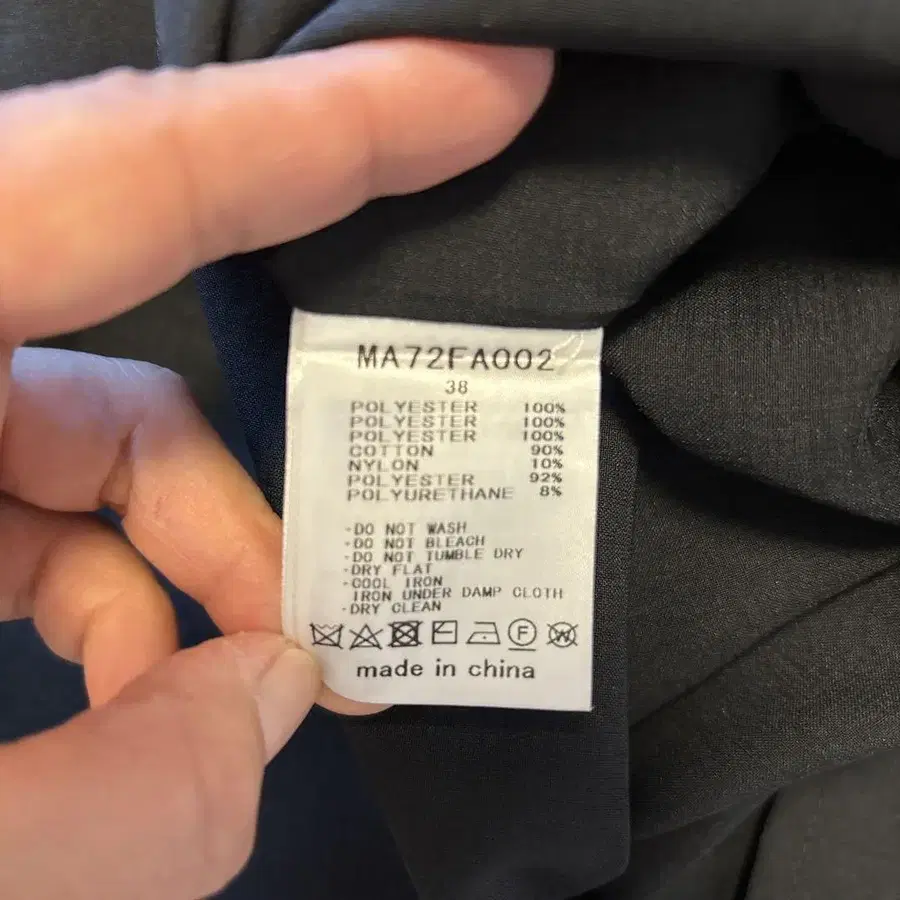 MA72FA002
38
POLYESTER 100%
POLYESTER 100%
POLYESTER 100%
COTTON 90%
NYLON 10%
POLYESTER 92%
POLYURETHANE 8%
·DO NOT WASH
·DO NOT BLEACH
·DO NOT TUMBLE DRY
·DRY FLAT
·COOL IRON
IRON UNDER DAMP CLOTH
·DRY CLEAN
F W
made in china